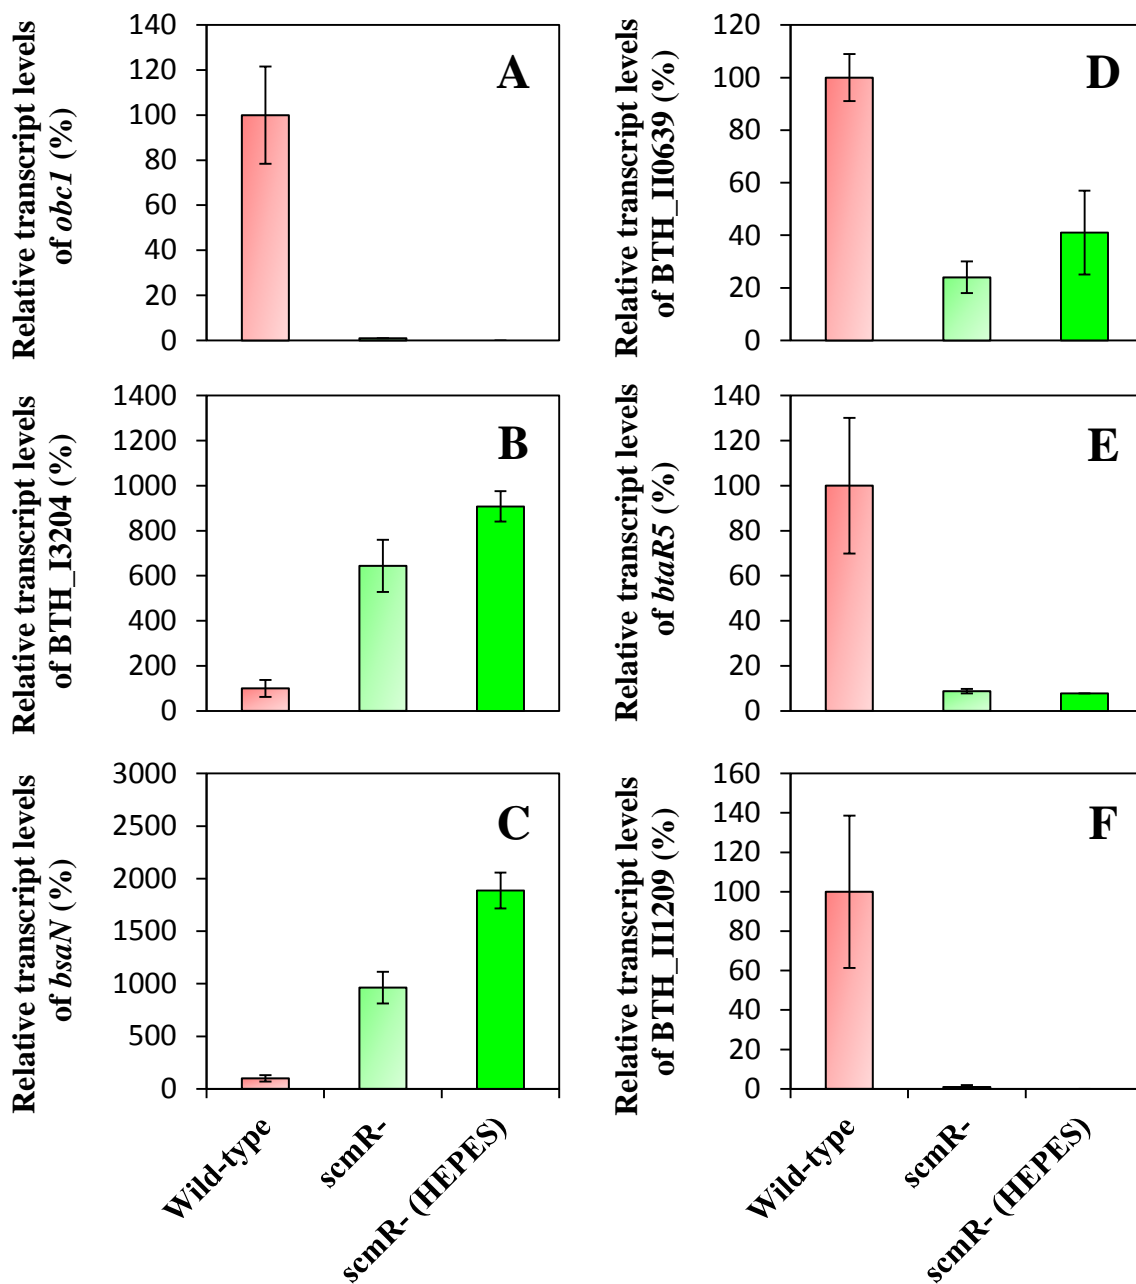 Relative transcript levels
of obc1 (%)
140
120
100
80
60
40
20
0
A
Relative transcript levels
of BTH_I3204 (%)
1400
1200
1000
800
600
400
200
0
B
Relative transcript levels
of bsaN (%)
3000
2500
2000
1500
1000
500
0
C
Wild-type
scmR-
scmR- (HEPES)
Relative transcript levels
of BTH_II0639 (%)
120
100
80
60
40
20
0
D
Relative transcript levels
of btaR5 (%)
140
120
100
80
60
40
20
0
E
Relative transcript levels
of BTH_II1209 (%)
160
140
120
100
80
60
40
20
0
F
Wild-type
scmR-
scmR- (HEPES)